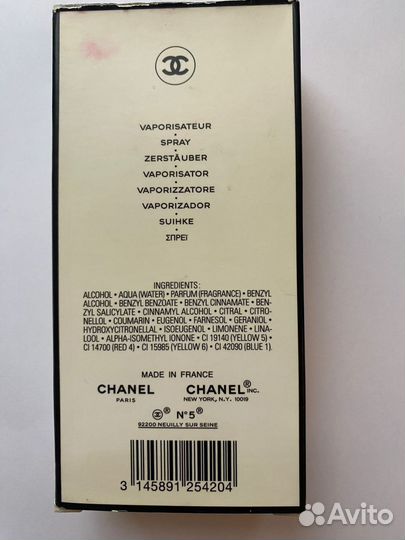 VAPORISATEUR
SPRAY
ZERSTÄUBER
VAPORISATOR
VAPORIZZATORE
VAPORIZADOR
SUIHKE
ΣΠΡΕΪ
INGREDIENTS:
ALCOHOL • AQUA (WATER) • PARFUM (FRAGRANCE) • BENZYL
ALCOHOL • BENZYL BENZOATE • BENZYL CINNAMATE • BEN-
ZYL SALICYLATE • CINNAMYL ALCOHOL • CITRAL • CITRO-
NELLOL • COUMARIN • EUGENOL • FARNESOL • GERANIOL •
HYDROXYCITRONELLAL • ISOEUGENOL • LIMONENE • LINA-
LOOL • ALPHA-ISOMETHYL IONONE • CI 19140 (YELLOW 5) •
CI 14700 (RED 4) • CI 15985 (YELLOW 6) • CI 42090 (BLUE 1).
MADE IN FRANCE
CHANEL CHANEL® INC.
PARIS NEW YORK, N.Y. 10019
® N°5®
92200 NEUILLY SUR SEINE
3 145891 254204
Avito